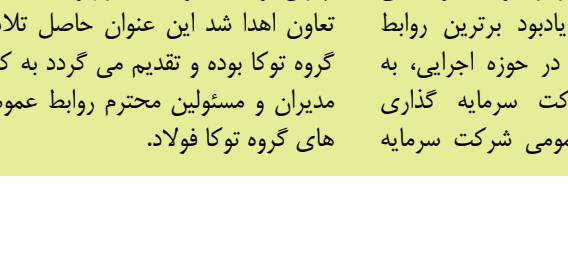 یادبود برترین روابط
در حوزه اجرایی، به
سرمایه گذاری
شرکت سرمایه
تعاون اهدا شد این عنوان حاصل
گروه توکا بوده و تقدیم می گردد به
مدیران و مسئولین محترم روابط
های گروه توکا فولاد.